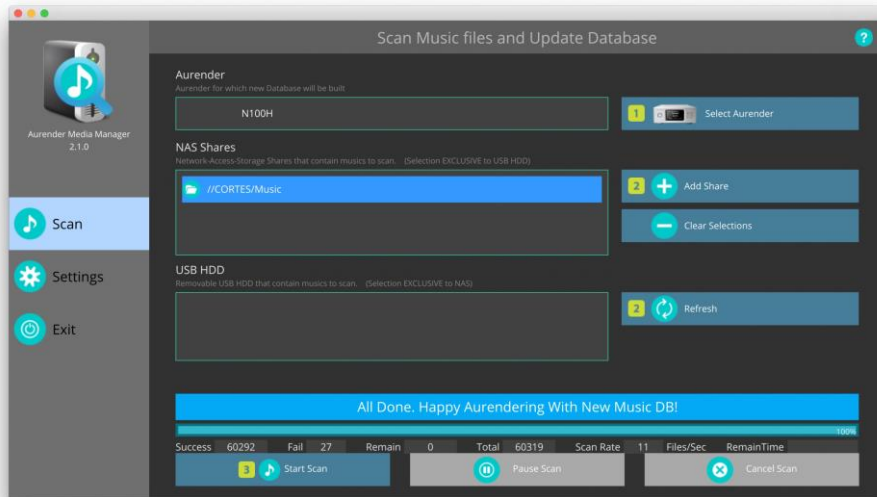 Scan Music files and Update Database
?
Aurender Media Manager
2.1.0
Scan
Settings
Exit
Aurender
Aurender for which new Database will be built
N100H
1 Select Aurender
NAS Shares
Network-Access-Storage Shares that contain musics to scan. (Selection EXCLUSIVE to USB HDD)
//CORTES/Music
2 Add Share
Clear Selections
USB HDD
Removable USB HDD that contain musics to scan. (Selection EXCLUSIVE to NAS)
2 Refresh
All Done. Happy Aurendering With New Music DB!
100%
Success 60292 Fail 27 Remain 0 Total 60319 Scan Rate 11 Files/Sec RemainTime
3 Start Scan Pause Scan Cancel Scan